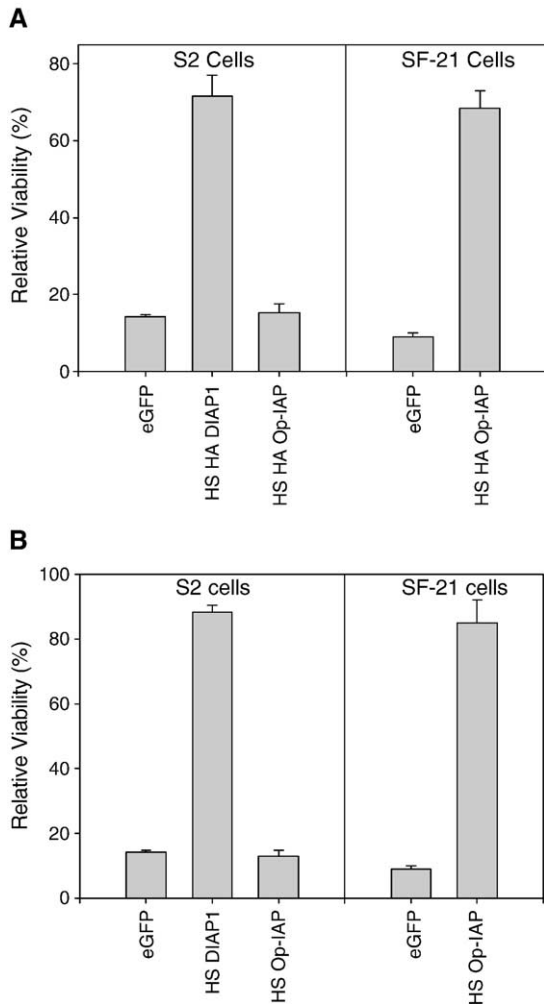 A
S2 Cells
SF-21 Cells
Relative Viability (%)
80
60
40
20
0
eGFP
HS HA DIAP1
HS HA Op-IAP
eGFP
HS HA Op-IAP
B
S2 cells
SF-21 cells
Relative Viability (%)
100
80
60
40
20
0
eGFP
HS DIAP1
HS Op-IAP
eGFP
HS Op-IAP